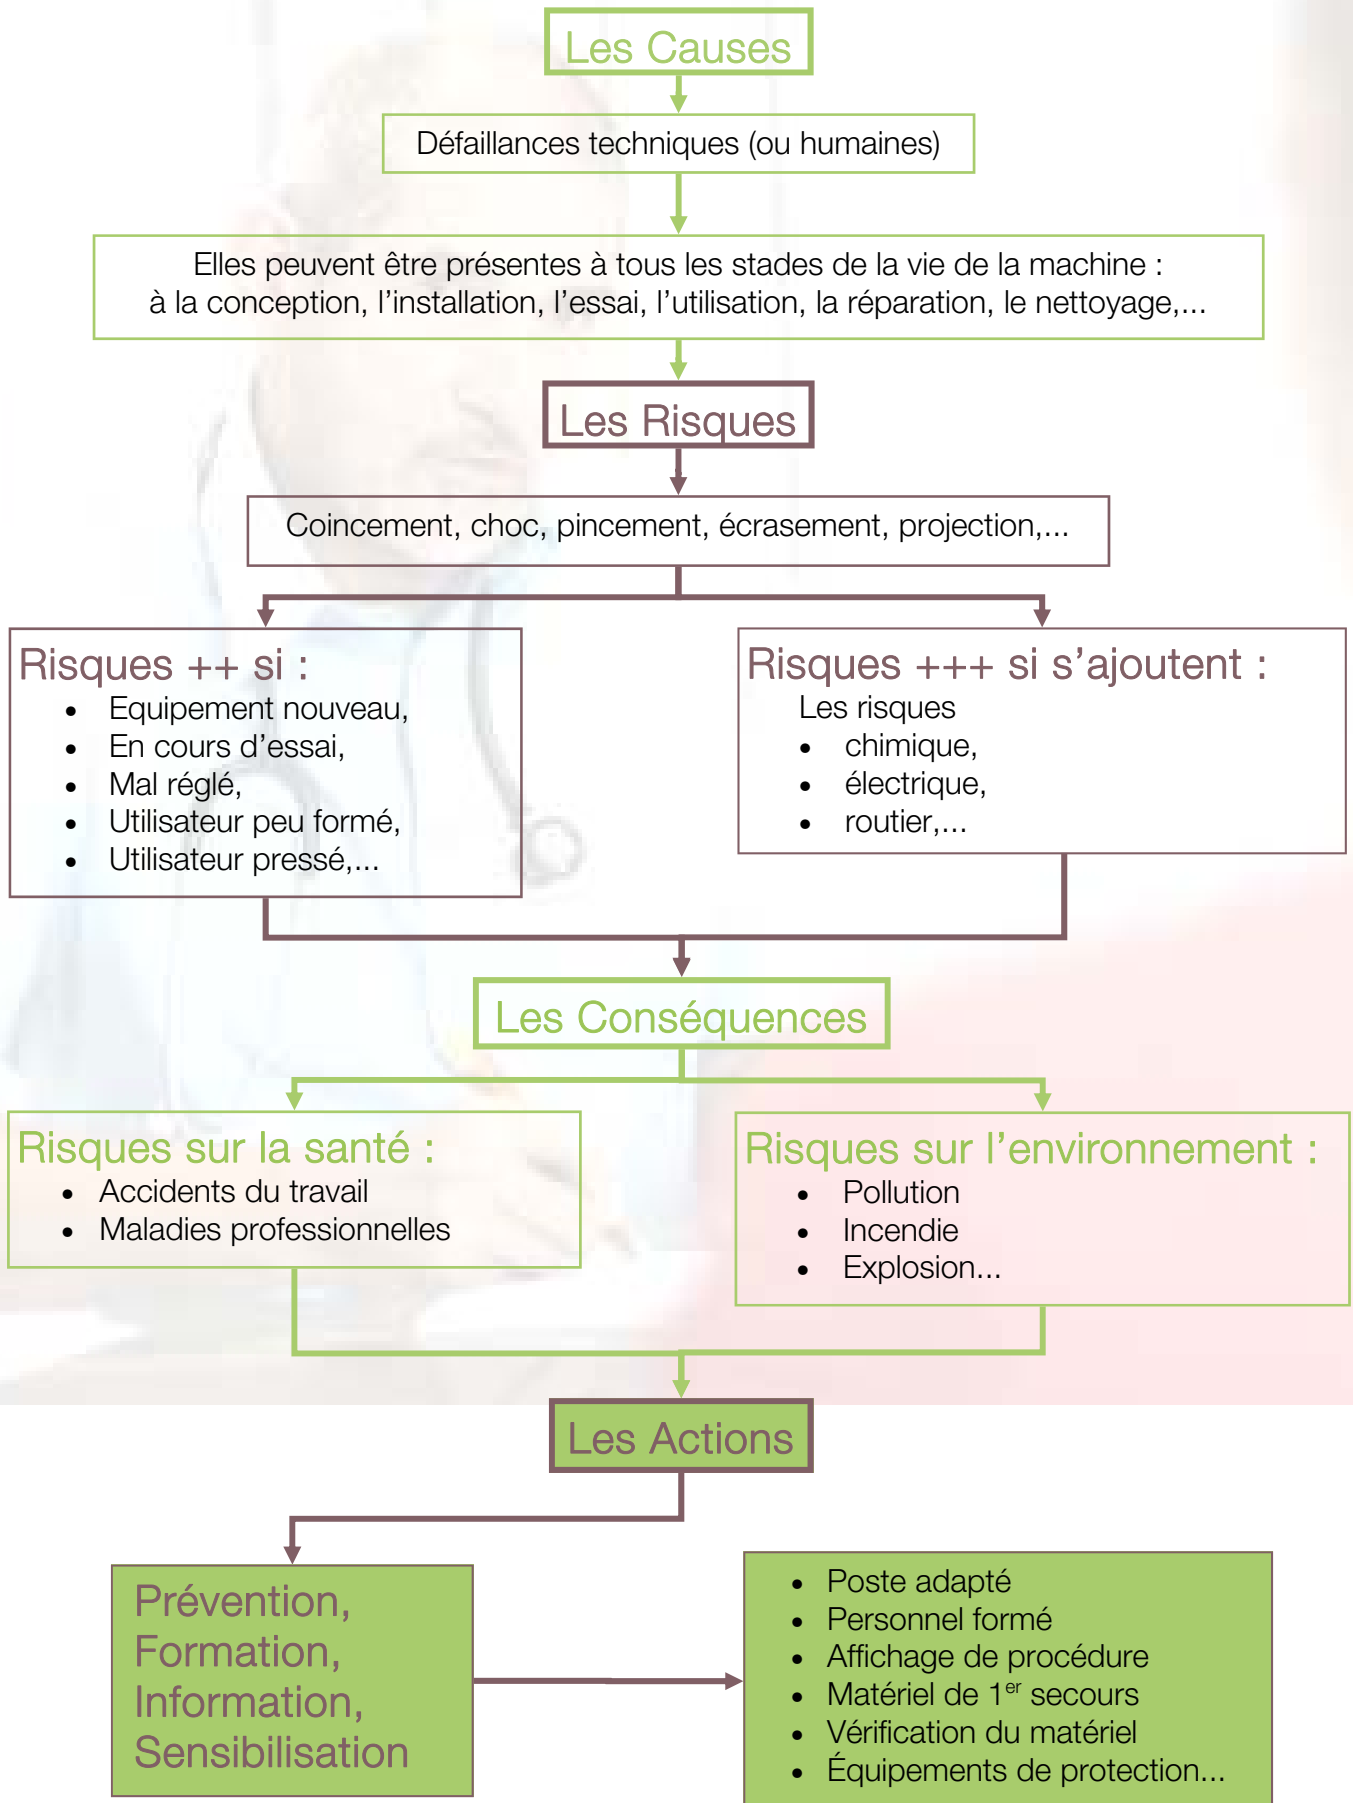 Les Causes
Défaillances techniques (ou humaines)
Elles peuvent être présentes à tous les stades de la vie de la machine :
à la conception, l’installation, l’essai, l’utilisation, la réparation, le nettoyage,...
Les Risques
Coincement, choc, pincement, écrasement, projection,...
Risques ++ si :
• Equipement nouveau,
• En cours d’essai,
• Mal réglé,
• Utilisateur peu formé,
• Utilisateur pressé,...
Risques +++ si s’ajoutent :
Les risques
• chimique,
• électrique,
• routier,...
Les Conséquences
Risques sur la santé :
• Accidents du travail
• Maladies professionnelles
Risques sur l’environnement :
• Pollution
• Incendie
• Explosion...
Les Actions
Prévention,
Formation,
Information,
Sensibilisation
• Poste adapté
• Personnel formé
• Affichage de procédure
• Matériel de 1er secours
• Vérification du matériel
• Équipements de protection...